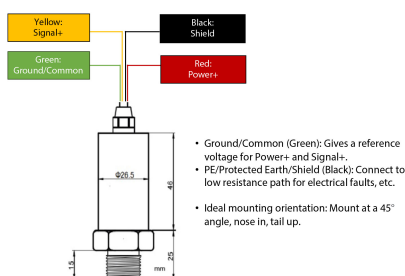 Yellow:
Signal+
Black:
Shield
Green:
Ground/Common
Red:
Power+
Φ26.5
46
25
15
mm
• Ground/Common (Green): Gives a reference
voltage for Power+ and Signal+.
• PE/Protected Earth/Shield (Black): Connect to
low resistance path for electrical faults, etc.
• Ideal mounting orientation: Mount at a 45°
angle, nose in, tail up.